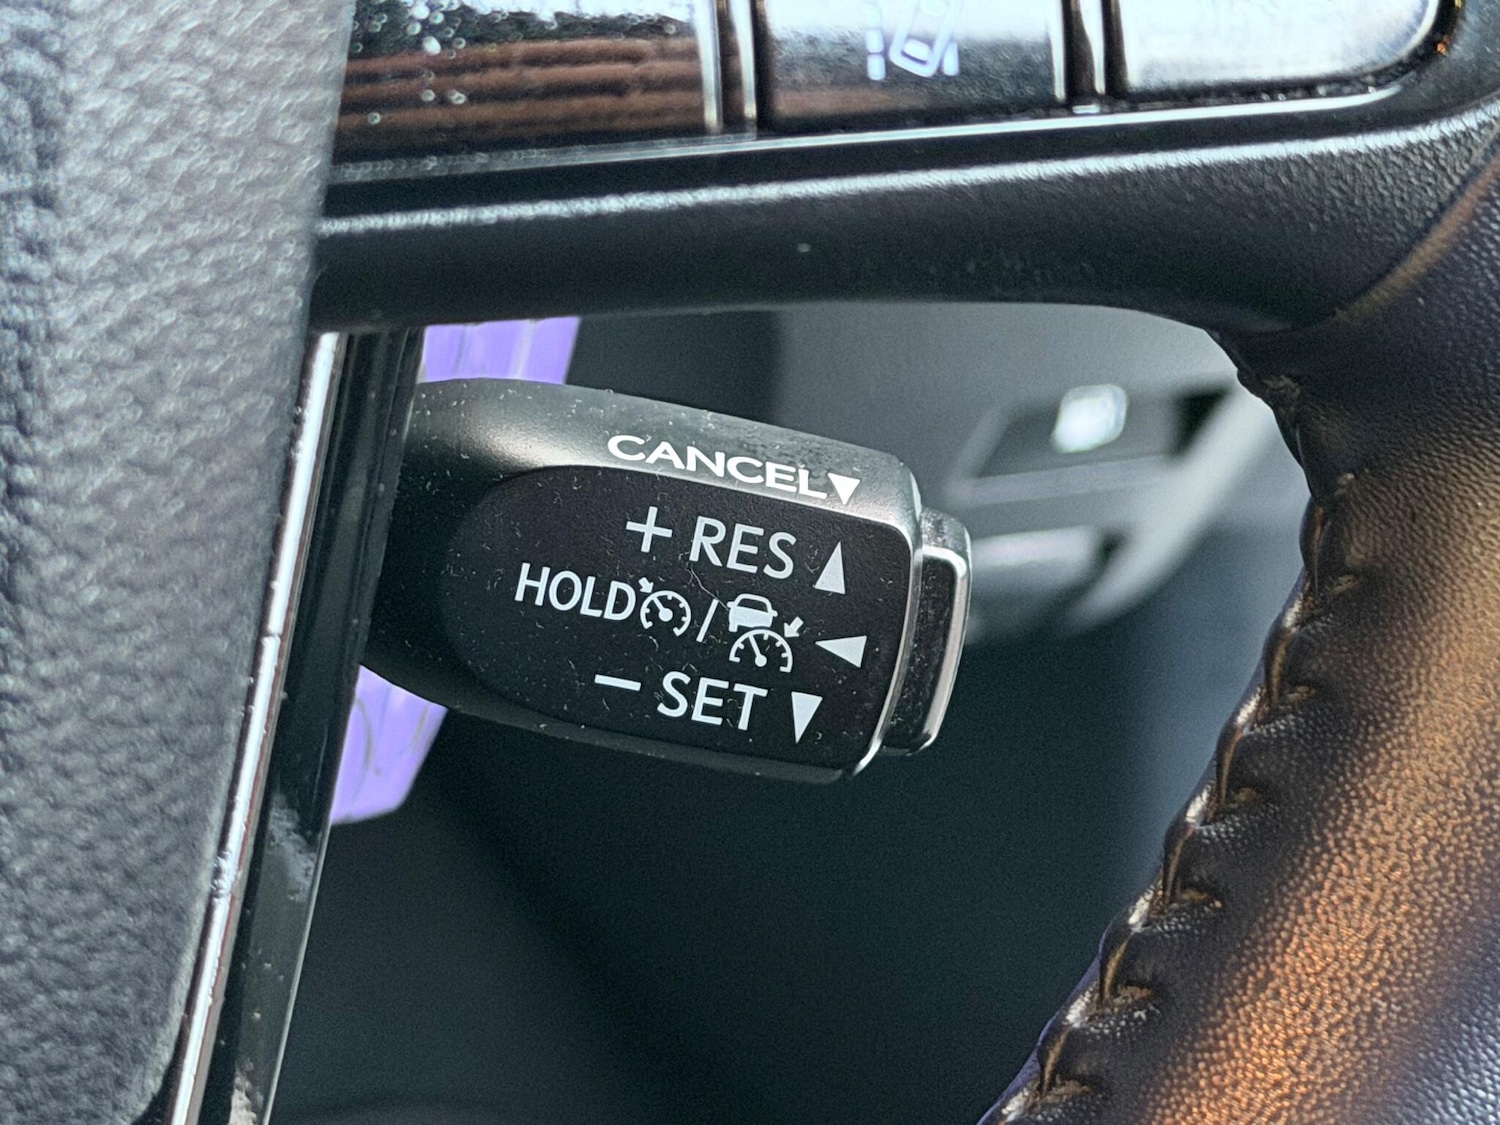 CANCEL▼
+ RES ▲
HOLD / ◀
− SET ▼